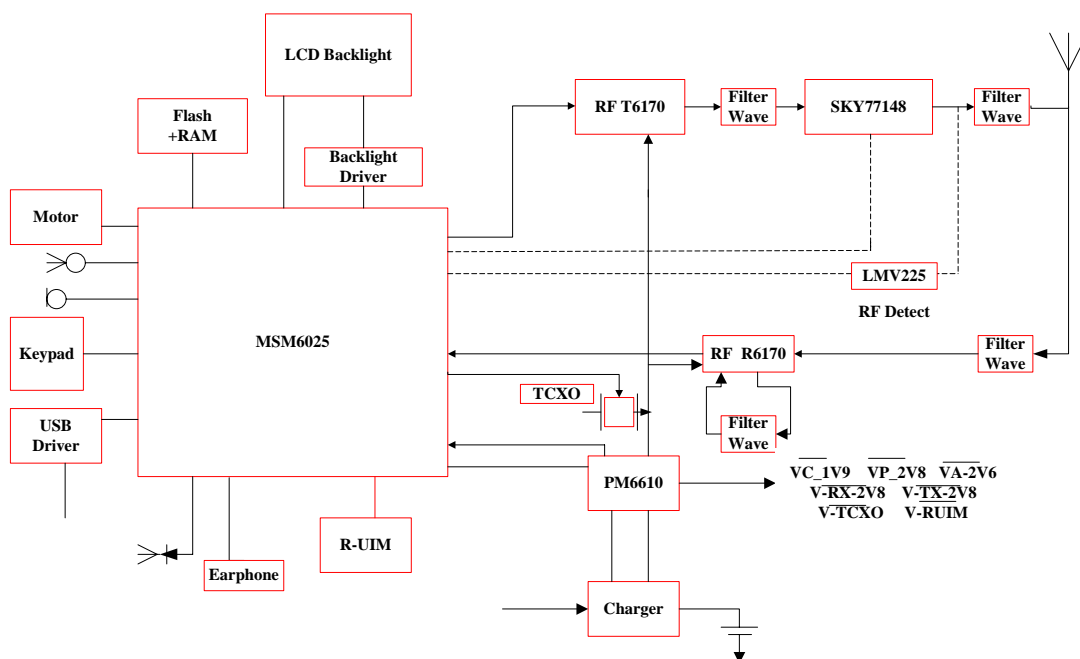 LCD Backlight
Flash
+RAM
Backlight
Driver
RF T6170
Filter
Wave
SKY77148
Filter
Wave
Motor
LMV225
RF Detect
Keypad
MSM6025
RF R6170
Filter
Wave
TCXO
USB
Driver
Filter
Wave
PM6610
VC_1V9 VP_2V8 VA-2V6
V-RX-2V8 V-TX-2V8
V-TCXO V-RUIM
R-UIM
Earphone
Charger